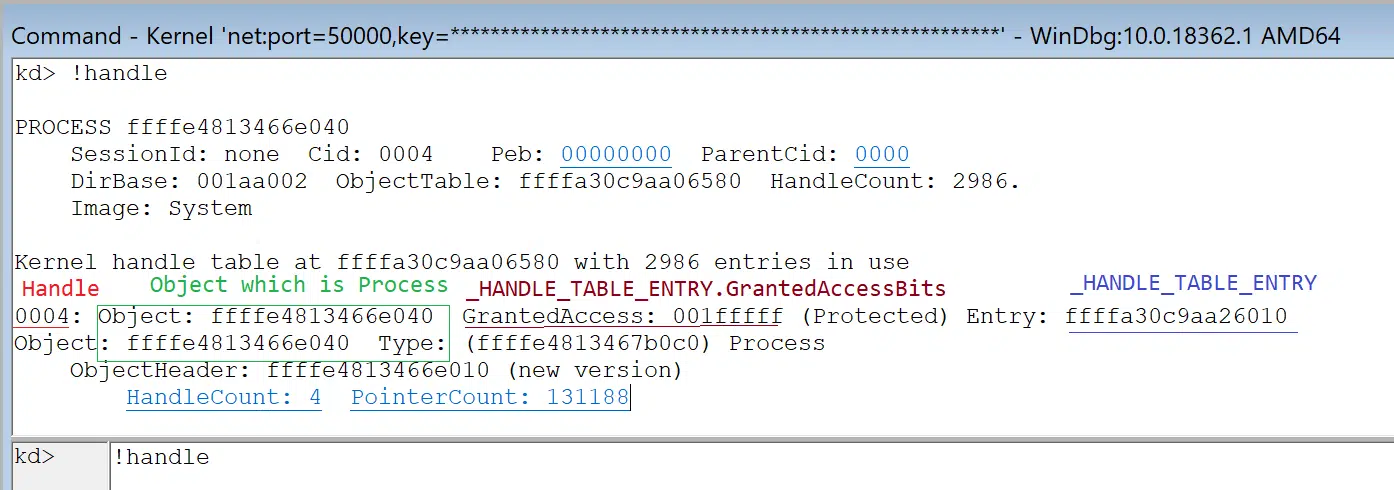 Command - Kernel 'net:port=50000,key=*******************************************************' - WinDbg:10.0.18362.1 AMD64
kd> !handle
PROCESS ffffe4813466e040
SessionId: none  Cid: 0004    Peb: 00000000  ParentCid: 0000
DirBase: 001aa002  ObjectTable: ffffa30c9aa06580  HandleCount: 2986.
Image: System
Kernel handle table at ffffa30c9aa06580 with 2986 entries in use
Handle Object which is Process _HANDLE_TABLE_ENTRY.GrantedAccessBits _HANDLE_TABLE_ENTRY
0004: Object: ffffe4813466e040  GrantedAccess: 001fffff (Protected) Entry: ffffa30c9aa26010
Object: ffffe4813466e040  Type: (ffffe4813467b0c0) Process
ObjectHeader: ffffe4813466e010 (new version)
HandleCount: 4  PointerCount: 131188
kd> !handle